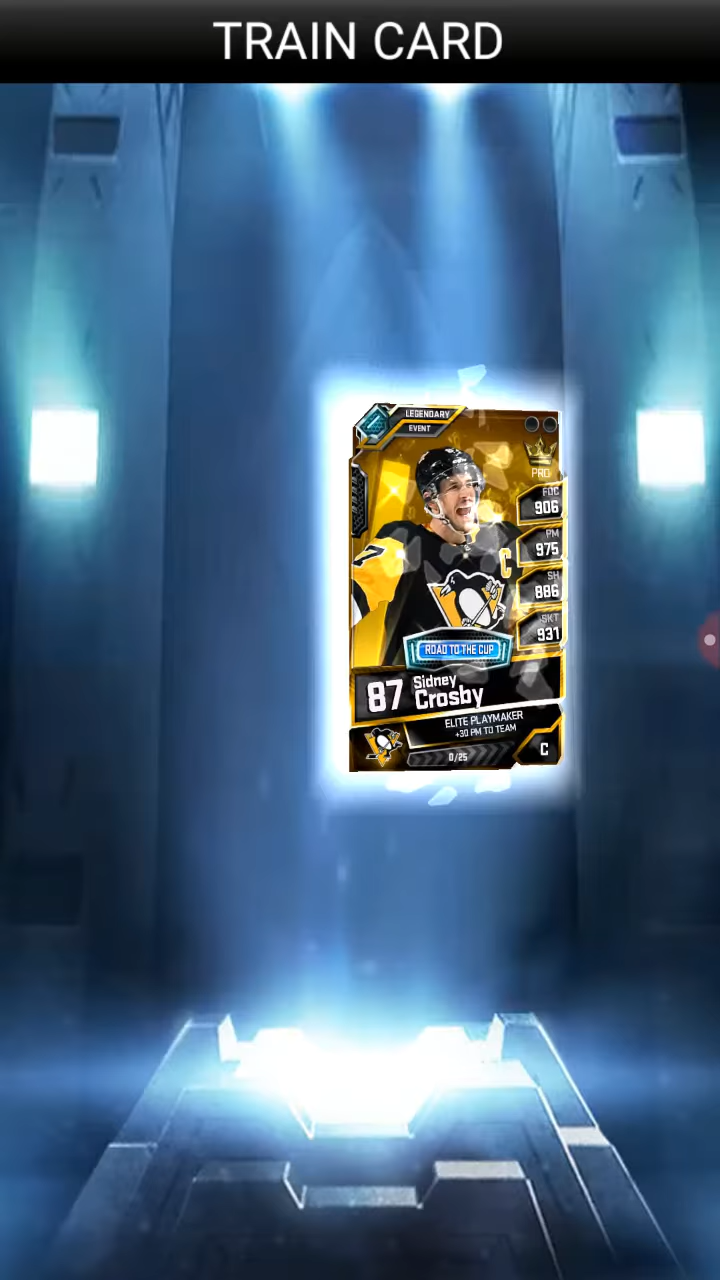 TRAIN CARD
LEGENDARY
EVENT
PRO
FOC
906
PM
975
SH
886
SKT
931
7
C
ROAD TO THE CUP
87 Sidney
Crosby
ELITE PLAYMAKER
+30 PM TO TEAM
0/25
C